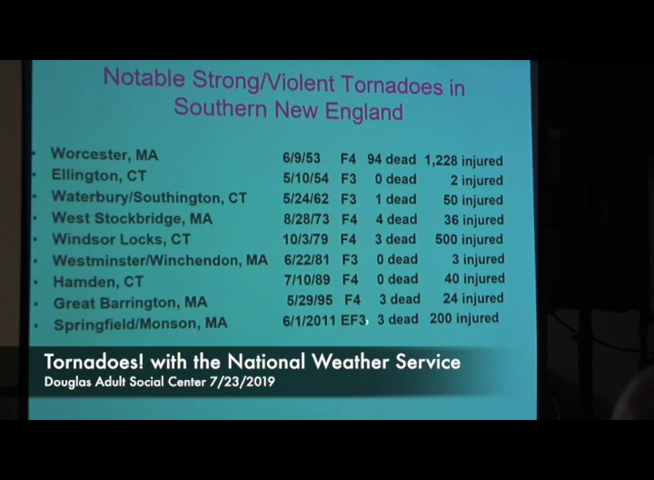 Notable Strong/Violent Tornadoes in
Southern New England
• Worcester, MA 6/9/53 F4 94 dead 1,228 injured
• Ellington, CT 5/10/54 F3 0 dead 2 injured
• Waterbury/Southington, CT 5/24/62 F3 1 dead 50 injured
• West Stockbridge, MA 8/28/73 F4 4 dead 36 injured
• Windsor Locks, CT 10/3/79 F4 3 dead 500 injured
• Westminster/Winchendon, MA 6/22/81 F3 0 dead 3 injured
• Hamden, CT 7/10/89 F4 0 dead 40 injured
• Great Barrington, MA 5/29/95 F4 3 dead 24 injured
• Springfield/Monson, MA 6/1/2011 EF3 3 dead 200 injured
Tornadoes! with the National Weather Service
Douglas Adult Social Center 7/23/2019